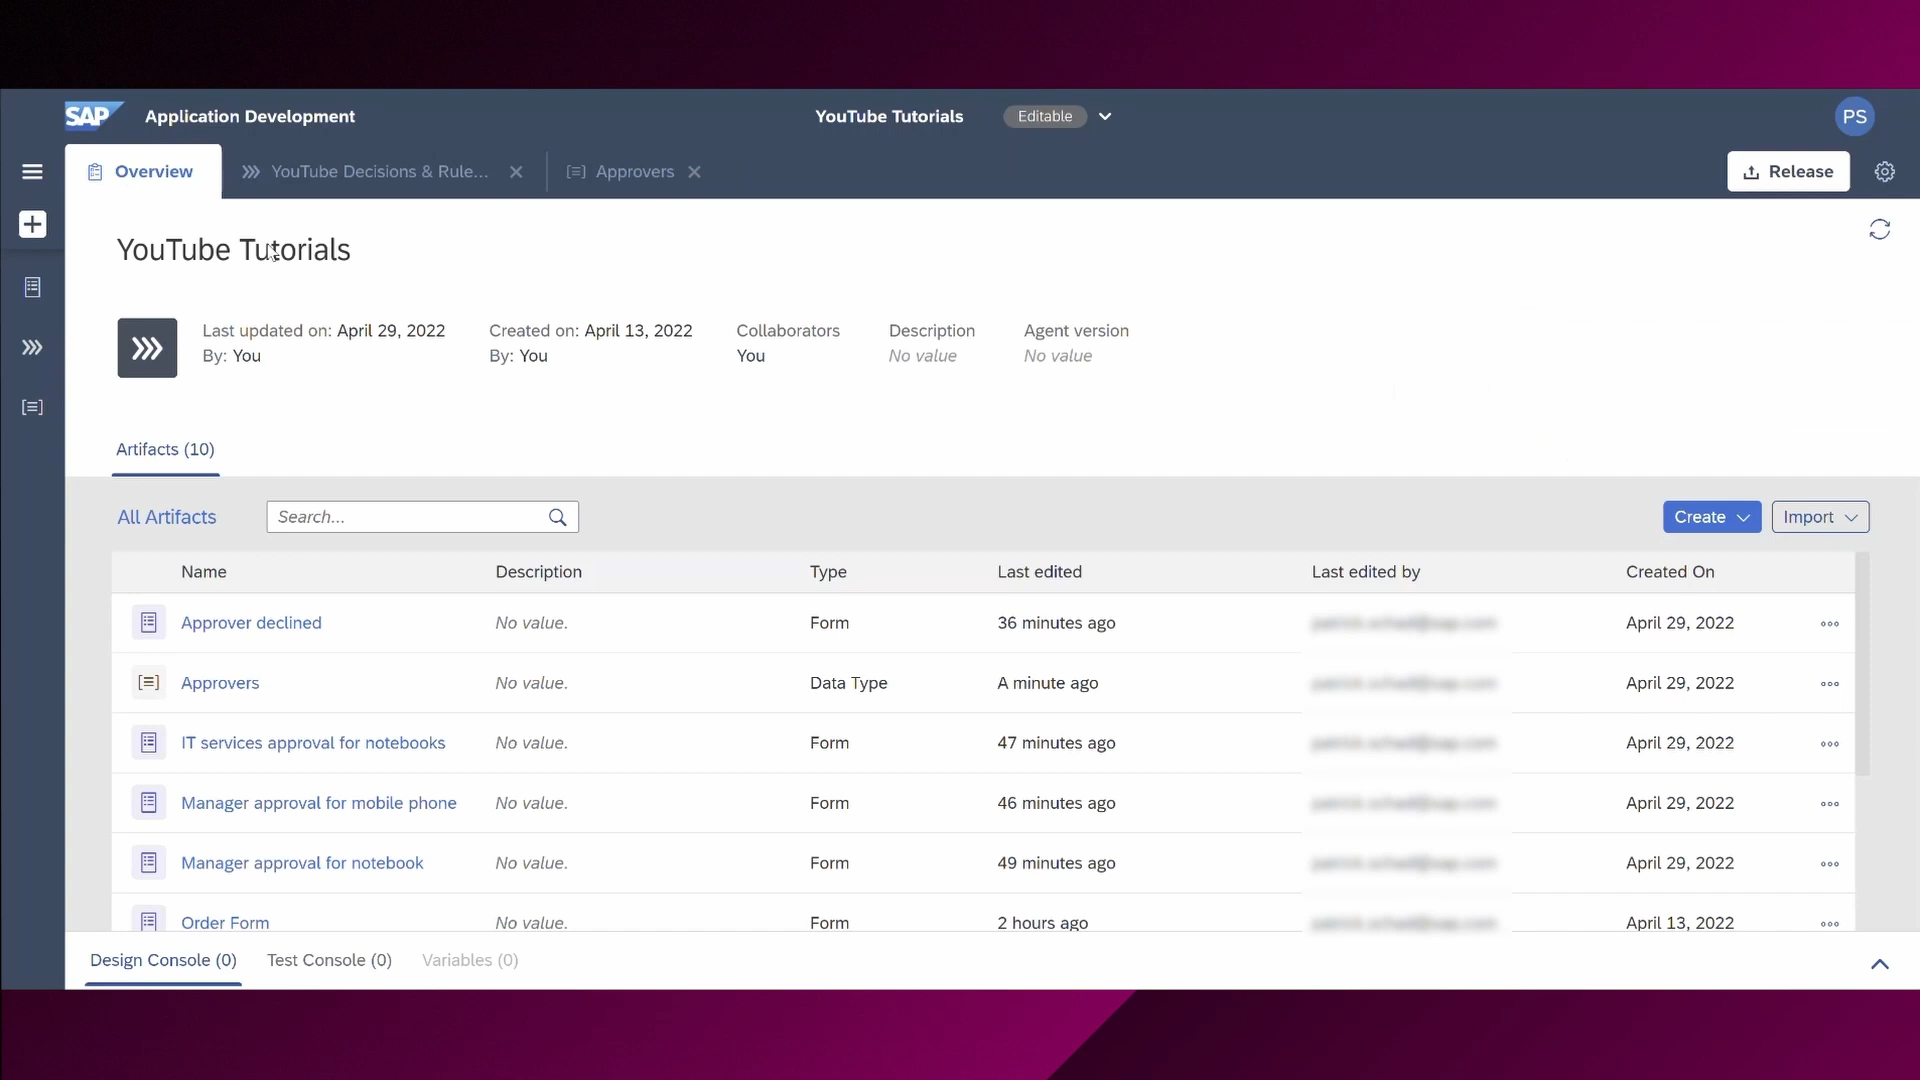 SAP Application Development YouTube Tutorials Editable PS
Overview YouTube Decisions & Rule... Approvers Release
YouTube Tutorials
Last updated on: April 29, 2022 Created on: April 13, 2022 Collaborators Description Agent version
By: You By: You You No value No value
Artifacts (10)
All Artifacts Search... Create Import
Name Description Type Last edited Last edited by Created On
Approver declined No value. Form 36 minutes ago April 29, 2022
Approvers No value. Data Type A minute ago April 29, 2022
IT services approval for notebooks No value. Form 47 minutes ago April 29, 2022
Manager approval for mobile phone No value. Form 46 minutes ago April 29, 2022
Manager approval for notebook No value. Form 49 minutes ago April 29, 2022
Order Form No value. Form 2 hours ago April 13, 2022
Design Console (0) Test Console (0) Variables (0)